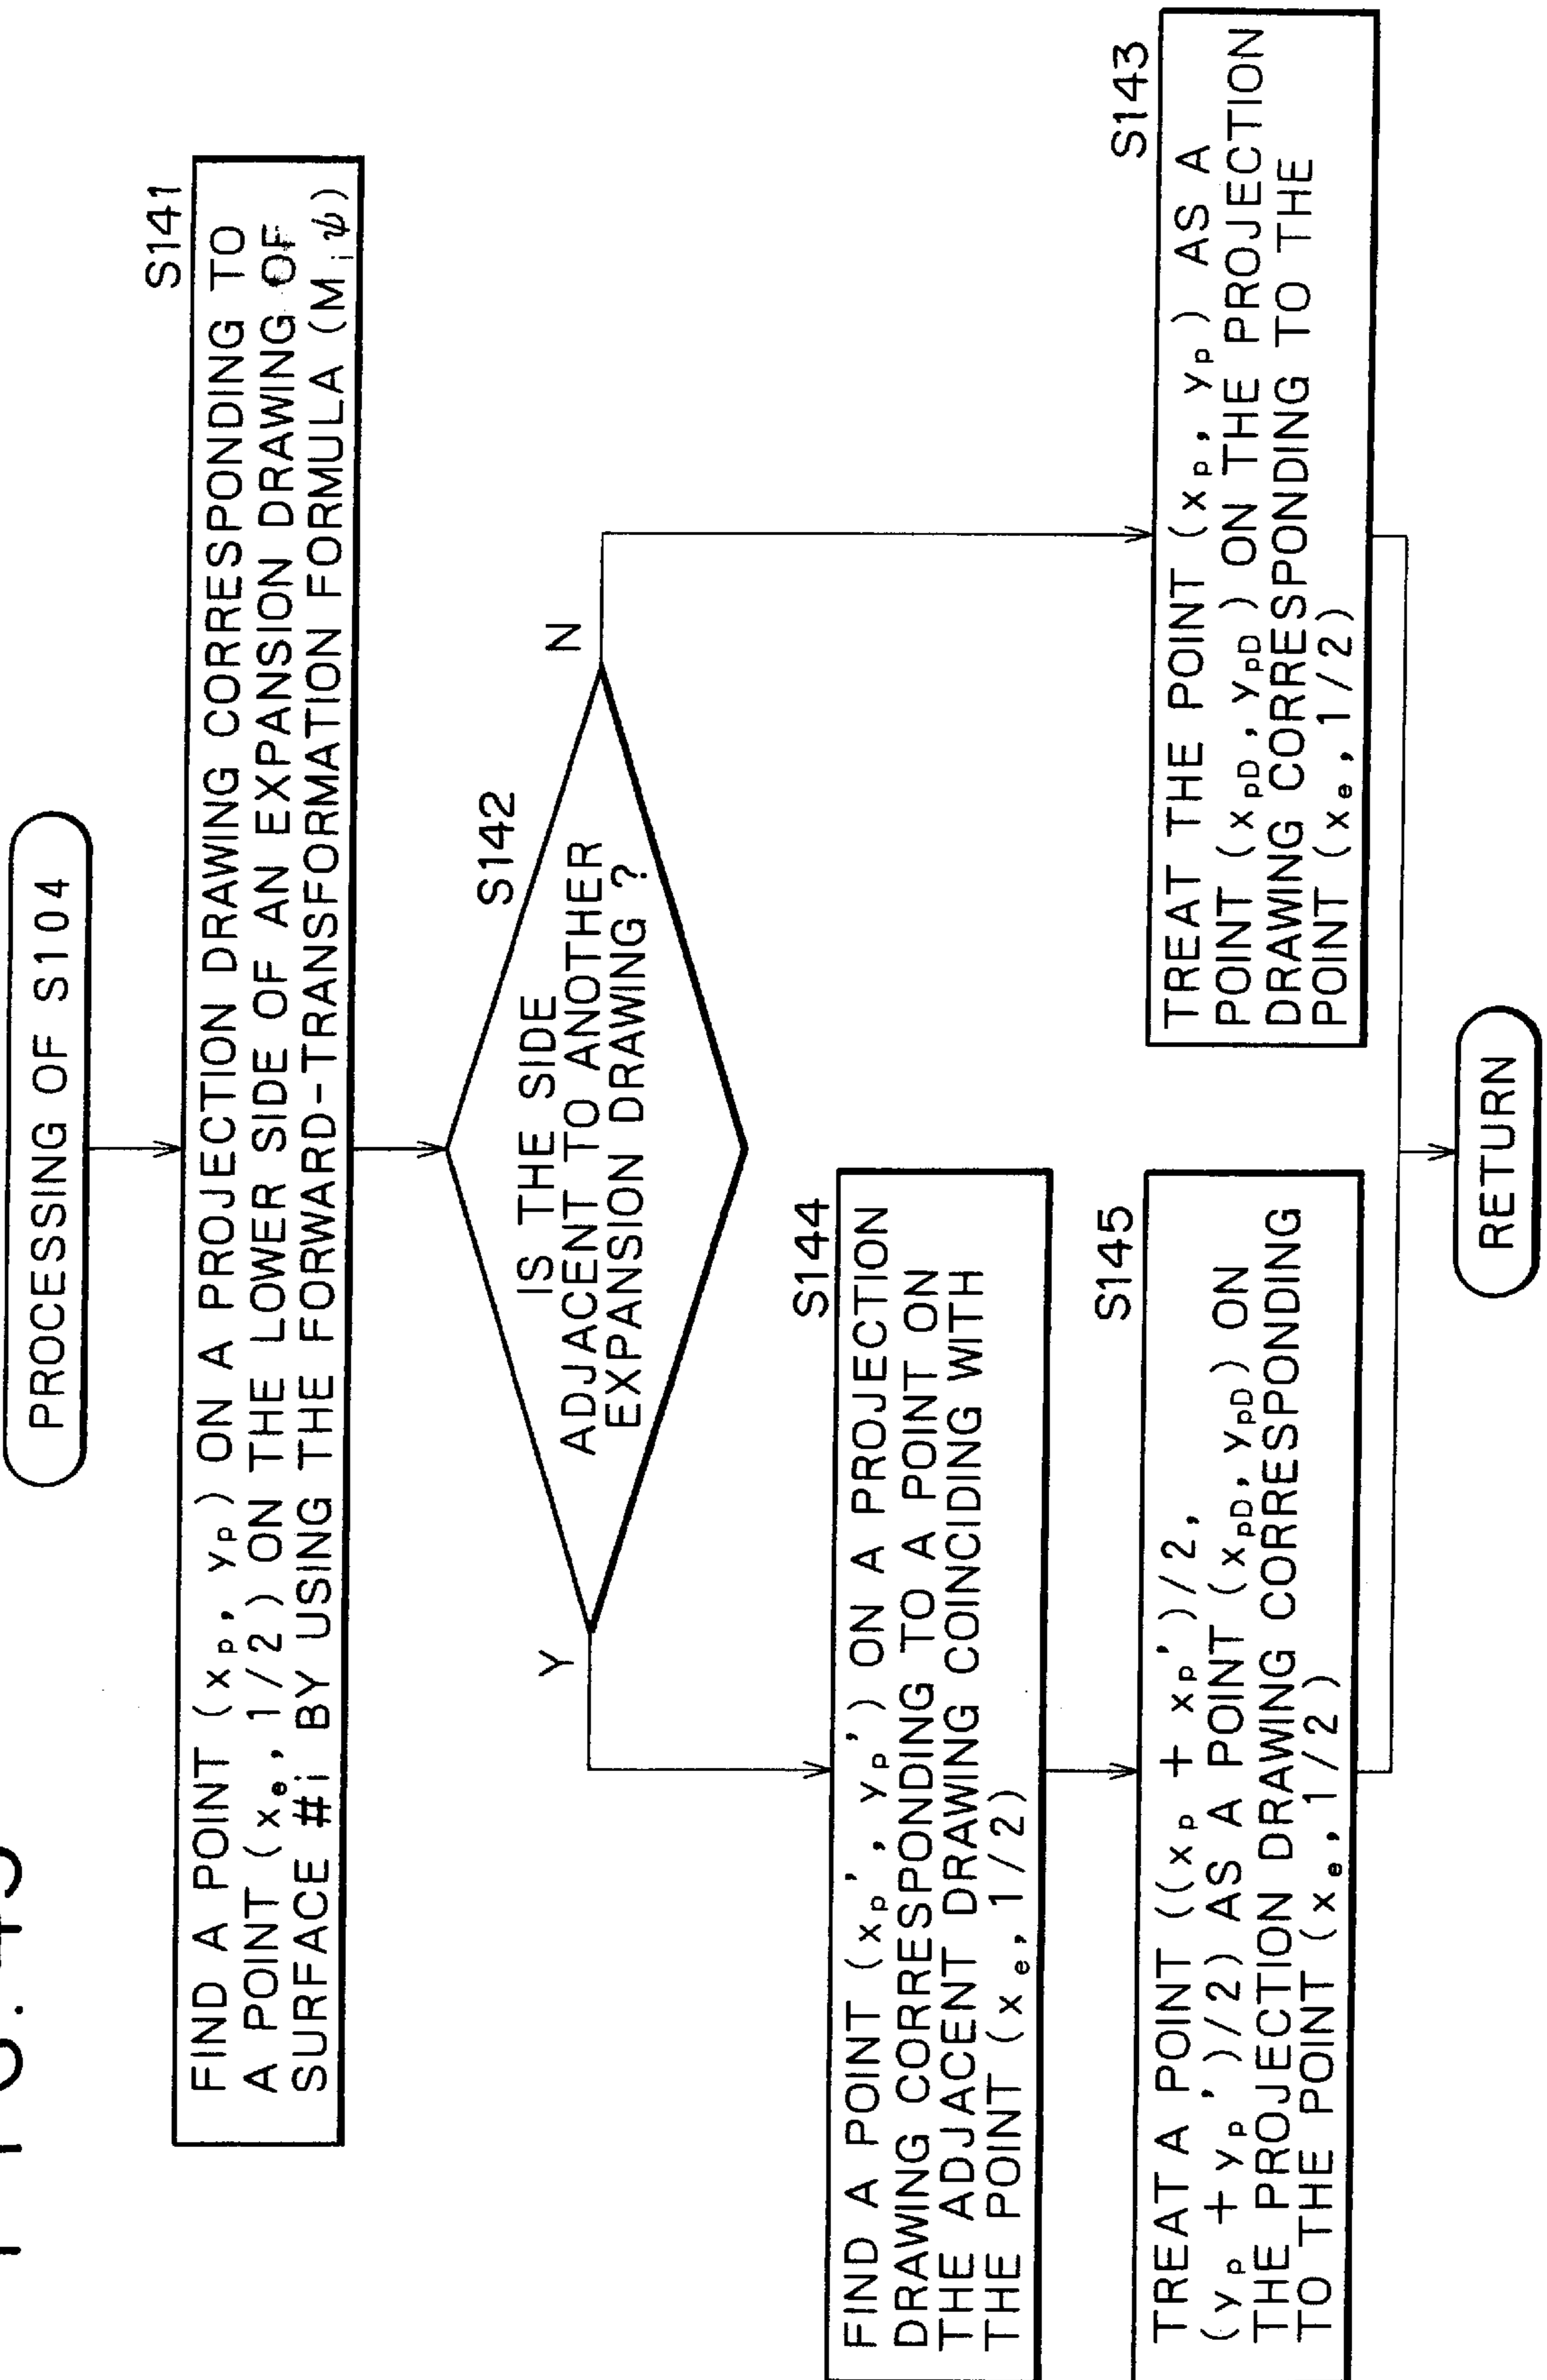 PROCESSING OF S104
S141
FIND A POINT (xp, yp) ON A PROJECTION DRAWING CORRESPONDING TO
A POINT (xe, 1/2) ON THE LOWER SIDE OF AN EXPANSION DRAWING OF
SURFACE #i BY USING THE FORWARD-TRANSFORMATION FORMULA (Miψ)
S142
IS THE SIDE
ADJACENT TO ANOTHER
EXPANSION DRAWING ?
Y
N
S144
FIND A POINT (xp', yp') ON A PROJECTION
DRAWING CORRESPONDING TO A POINT ON
THE ADJACENT DRAWING COINCIDING WITH
THE POINT (xe, 1/2)
S145
TREAT A POINT ((xp + xp')/2,
(yp + yp')/2) AS A POINT (xpD, ypD) ON
THE PROJECTION DRAWING CORRESPONDING
TO THE POINT (xe, 1/2)
S143
TREAT THE POINT (xp, yp) AS A
POINT (xpD, ypD) ON THE PROJECTION
DRAWING CORRESPONDING TO THE
POINT (xe, 1/2)
RETURN